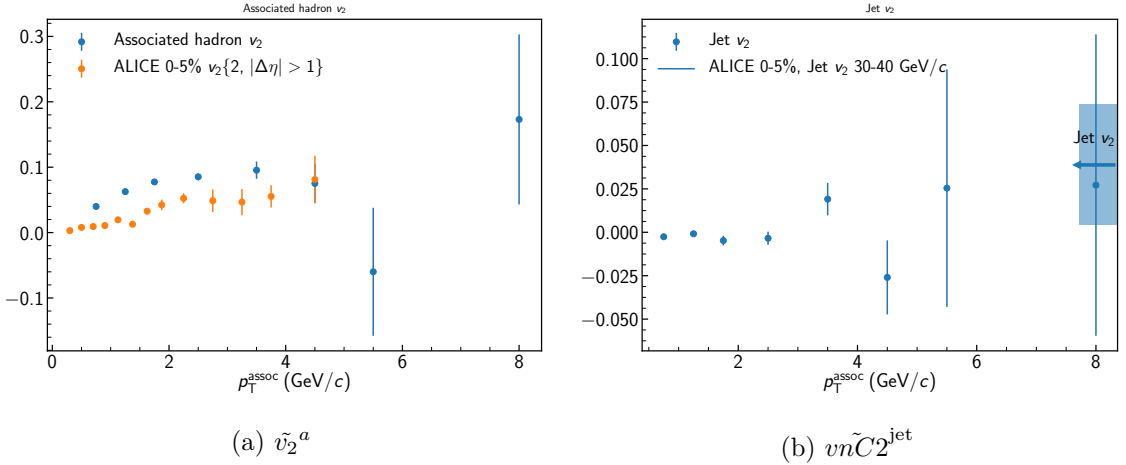 Associated hadron v₂
Associated hadron v₂
ALICE 0-5% v₂{2, |Δη| > 1}
0.3
0.2
0.1
0.0
−0.1
0 2 4 6 8
p_T^assoc (GeV/c)
(a) ṽ₂^a
Jet v₂
Jet v₂
ALICE 0-5%, Jet v₂ 30-40 GeV/c
Jet v₂
0.100
0.075
0.050
0.025
0.000
−0.025
−0.050
2 4 6 8
p_T^assoc (GeV/c)
(b) vñC2^jet